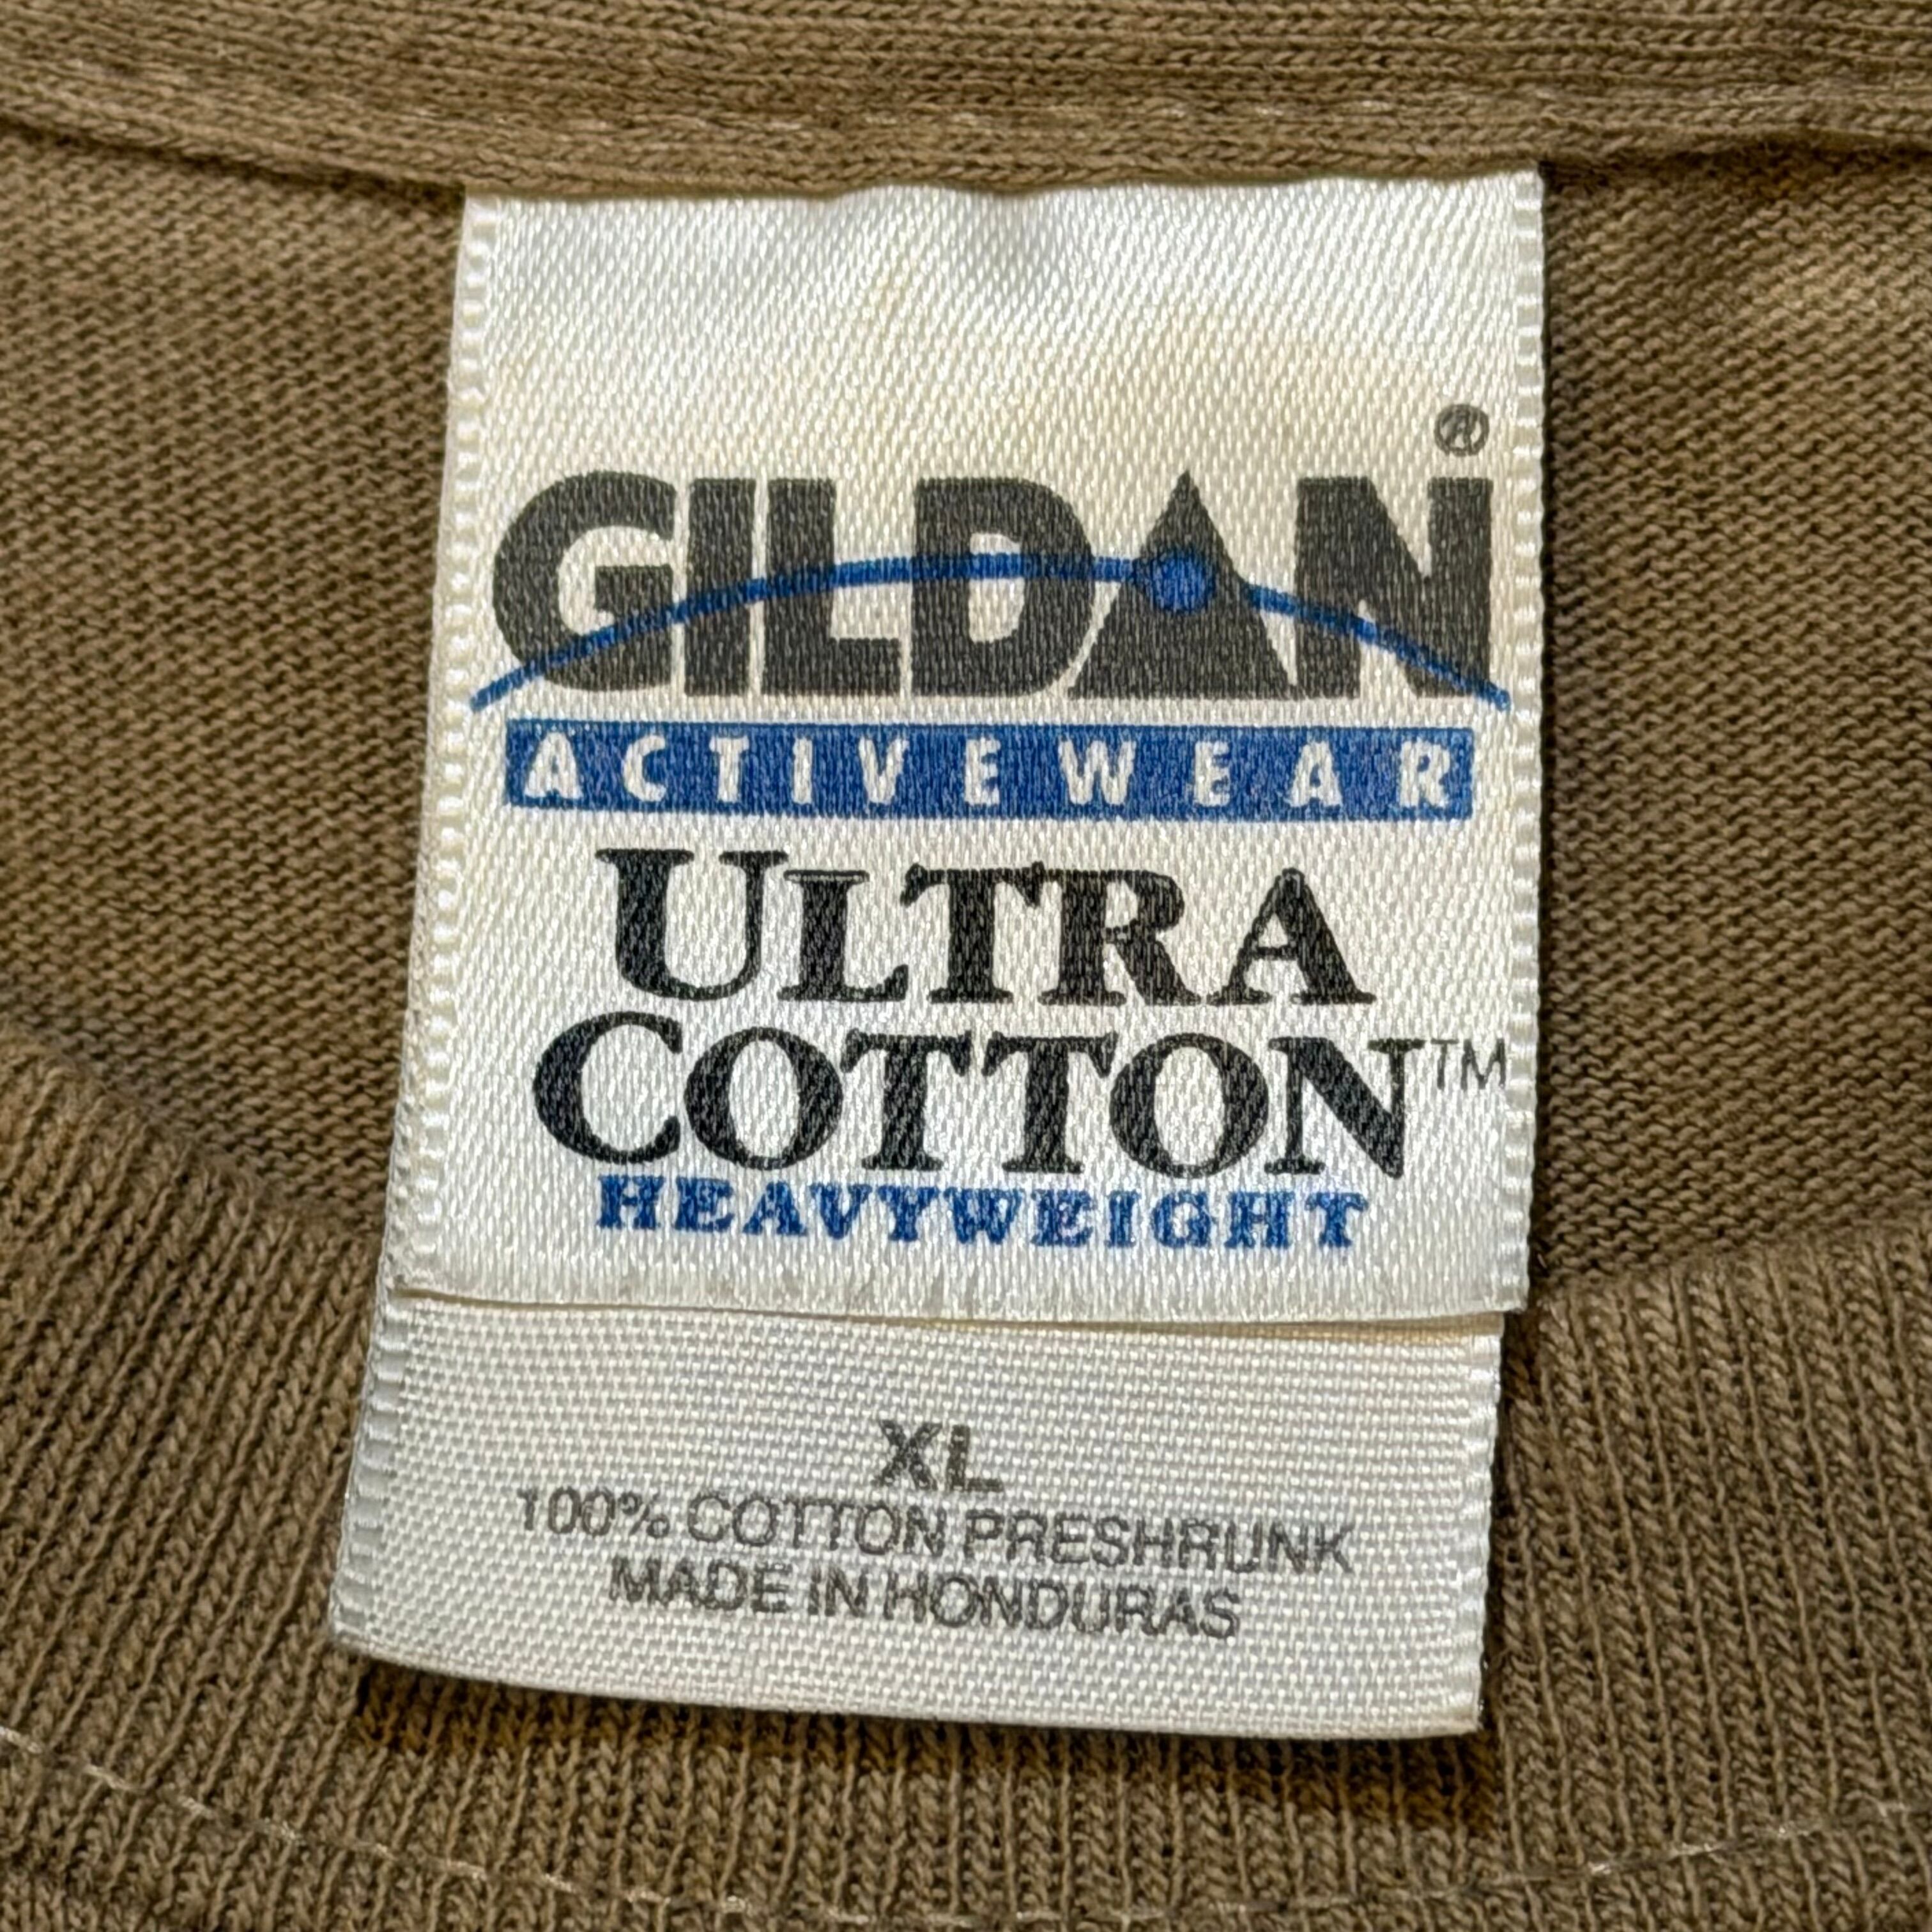 GILDAN®
ACTIVEWEAR
ULTRA
COTTON™
HEAVYWEIGHT
XL
100% COTTON PRESHRUNK
MADE IN HONDURAS